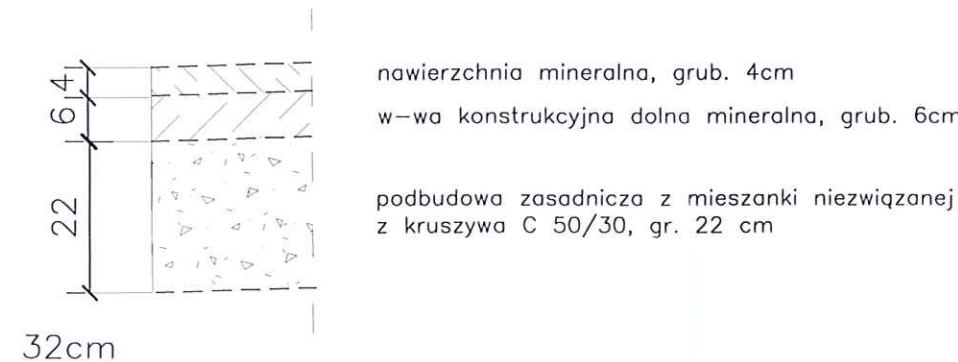 4
nawierzchnia mineralna, grub. 4cm
6
w-wa konstrukcyjna dolna mineralna, grub. 6cm
22
podbudowa zasadnicza z mieszanki niezwiązanej
z kruszywa C 50/30, gr. 22 cm
32cm